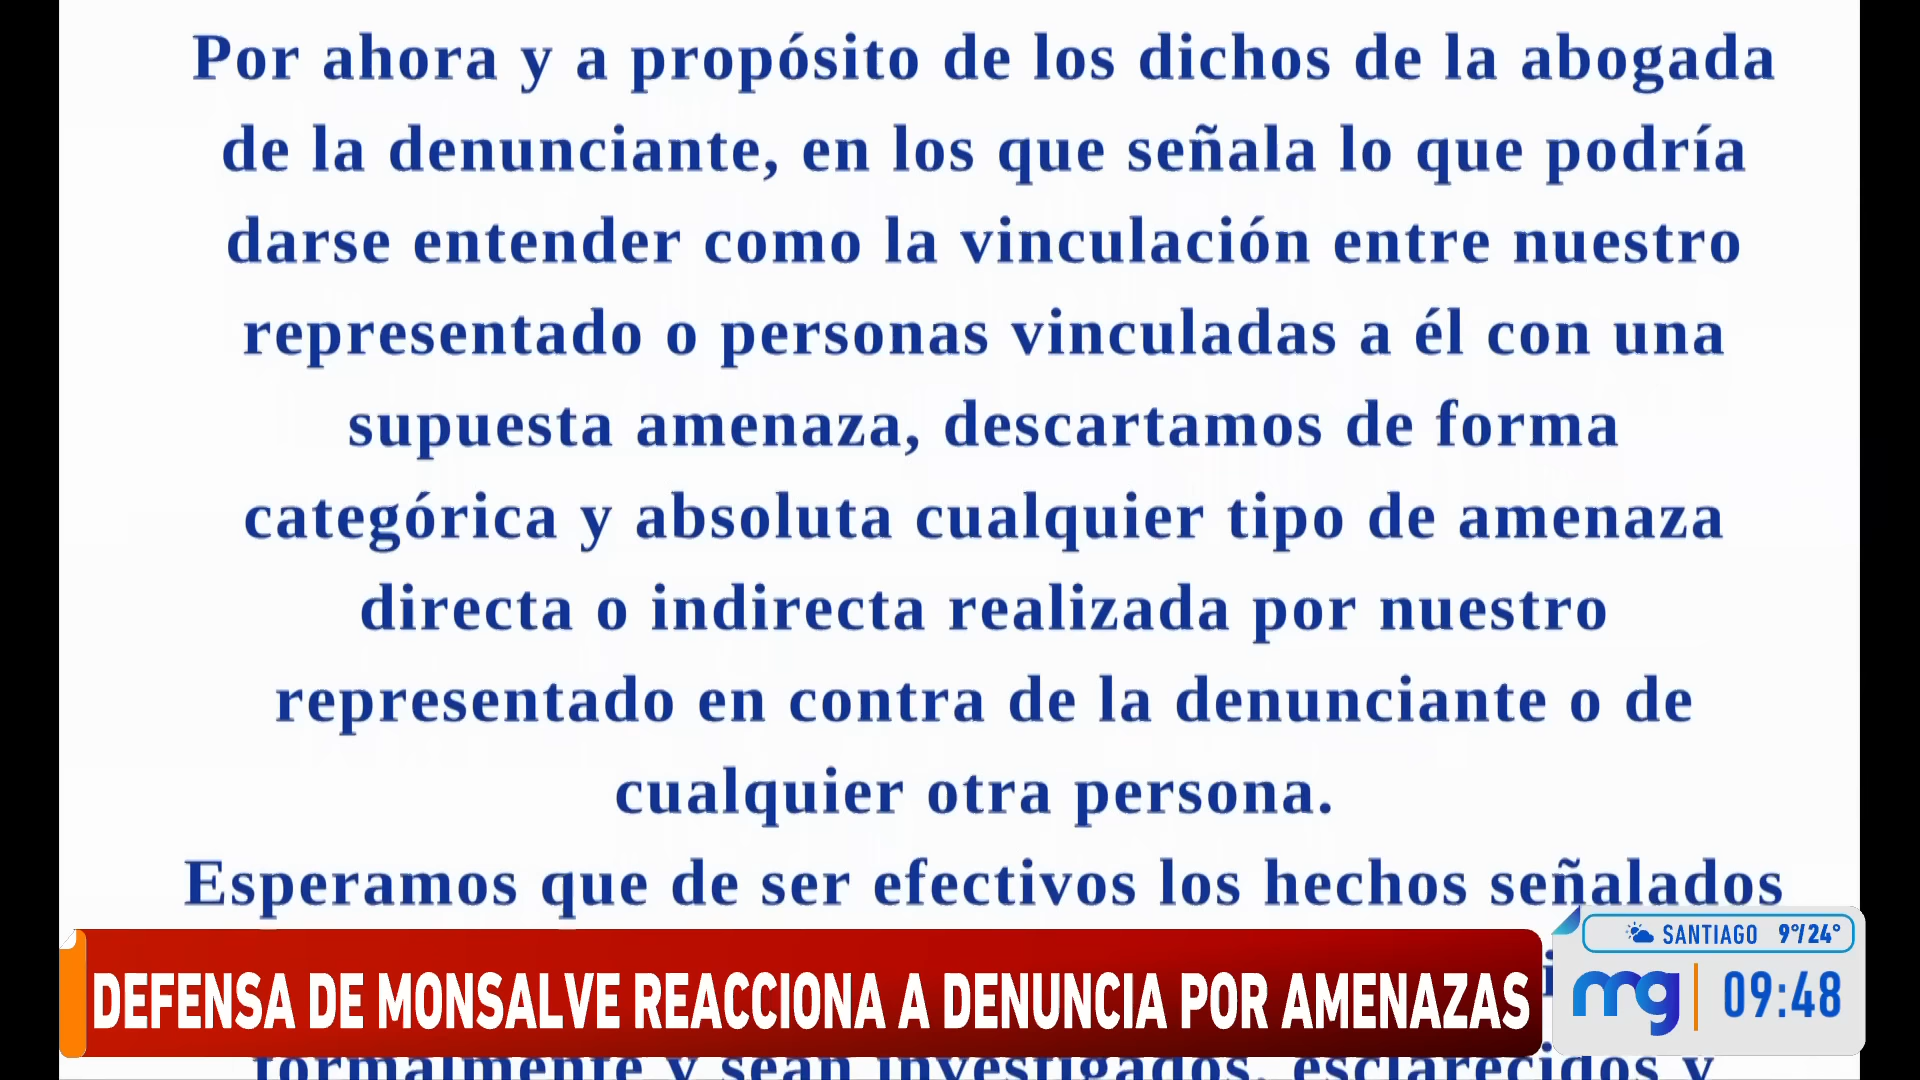 Por ahora y a propósito de los dichos de la abogada
de la denunciante, en los que señala lo que podría
darse entender como la vinculación entre nuestro
representado o personas vinculadas a él con una
supuesta amenaza, descartamos de forma
categórica y absoluta cualquier tipo de amenaza
directa o indirecta realizada por nuestro
representado en contra de la denunciante o de
cualquier otra persona.
Esperamos que de ser efectivos los hechos señalados
formalmente y sean investigados, esclarecidos y
DEFENSA DE MONSALVE REACCIONA A DENUNCIA POR AMENAZAS
SANTIAGO 9°/24°
mg 09:48